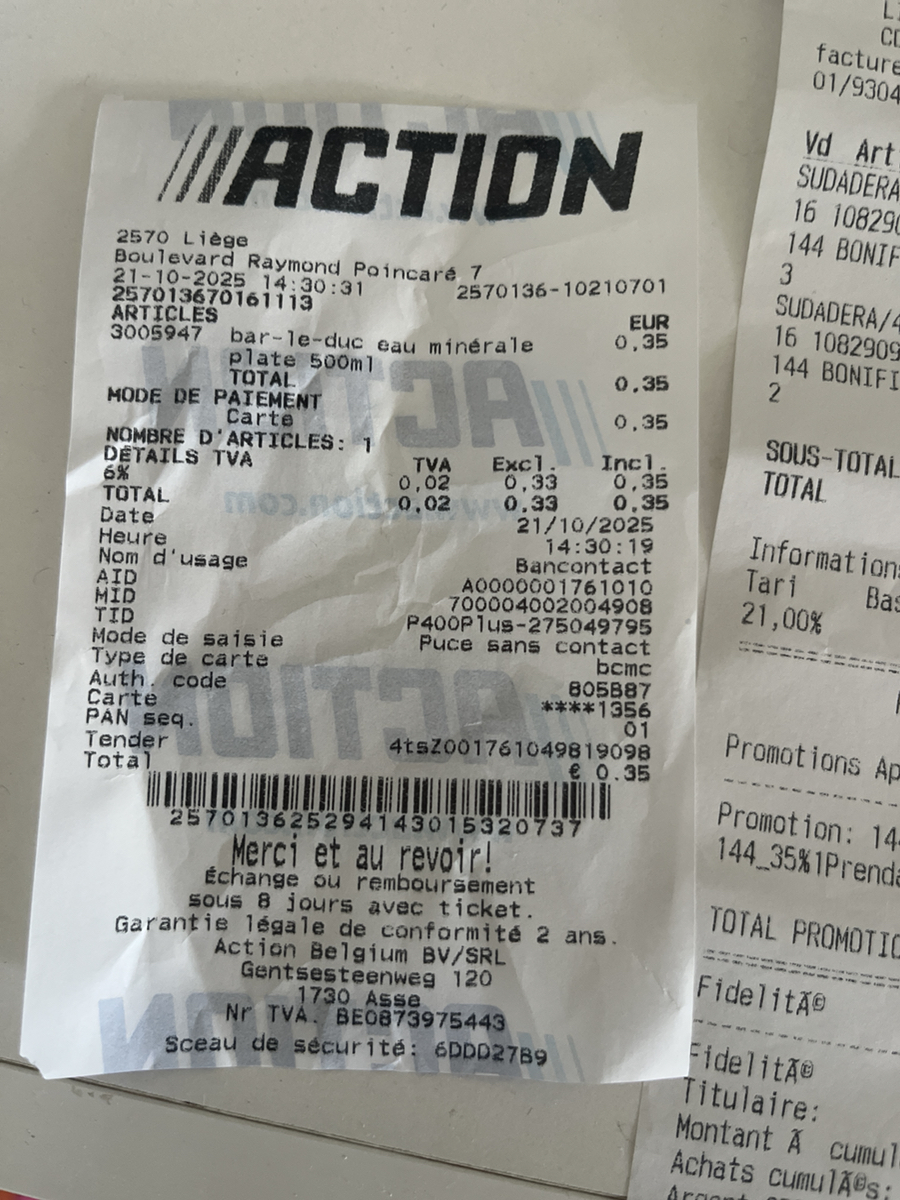 ///ACTION
2570 Liège
Boulevard Raymond Poincaré 7
21-10-2025 14:30:31 2570136-10210701
257013670161113
ARTICLES EUR
3005947 bar-le-duc eau minérale 0,35
plate 500ml
TOTAL 0,35
MODE DE PAIEMENT
Carte 0,35
NOMBRE D'ARTICLES: 1
DÉTAILS TVA TVA Excl. Incl.
6% 0,02 0,33 0,35
TOTAL 0,02 0,33 0,35
Date 21/10/2025
Heure 14:30:19
Nom d'usage Bancontact
AID A0000001761010
MID 700004002004908
TID P400Plus-275049795
Mode de saisie Puce sans contact
Type de carte bcmc
Auth. code 805B87
Carte ****1356
PAN seq. 01
Tender 4tsZ001761049819098
Total € 0.35
257013625294143015320737
Merci et au revoir!
Échange ou remboursement
sous 8 jours avec ticket.
Garantie légale de conformité 2 ans.
Action Belgium BV/SRL
Gentsesteenweg 120
1730 Asse
Nr TVA. BE0873975443
Sceau de sécurité: 6DDD27B9
facture
01/9304
Vd Art
SUDADERA
16 108290
144 BONIF
3
SUDADERA/4
16 1082909
144 BONIFI
2
SOUS-TOTAL
TOTAL
Informations
Tari Bas
21,00%
Promotions Ap
Promotion: 14
144_35%1Prenda
TOTAL PROMOTIO
FidelitÃ©
FidelitÃ©
Titulaire:
Montant Ã cumul
Achats cumulÃ©s: